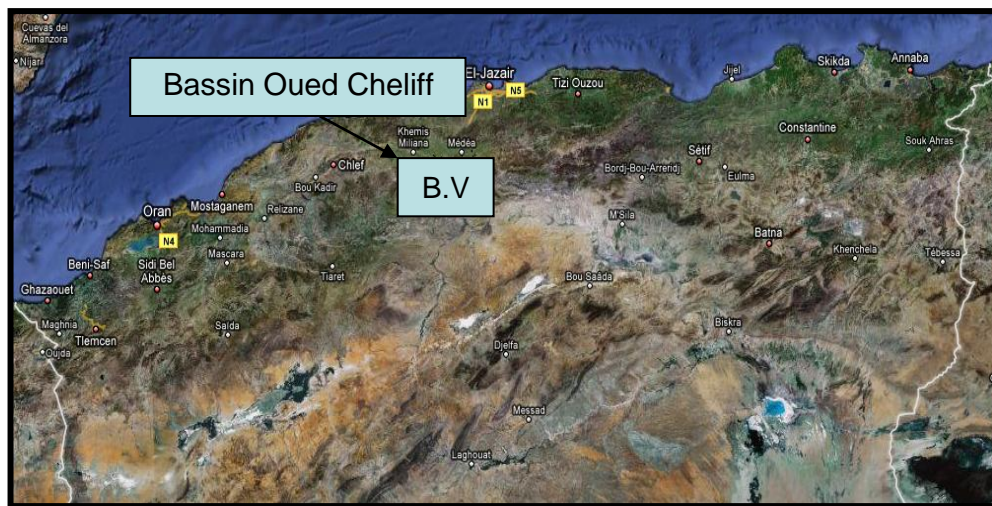 Cuevas del
Almanzora
Nijar
Bassin Oued Cheliff
El-Jazair
N5
N1
Tizi Ouzou
Jijel
Skikda
Annaba
Khemis
Miliana
Médéa
Constantine
Souk Ahras
Chlef
Bou Kadir
B.V
Sétif
Eulma
Bordj-Bou-Arreridj
Mostaganem
Relizane
Oran
N4
Mohammadia
Mascara
M'Sila
Batna
Khenchela
Tébessa
Beni-Saf
Sidi Bel
Abbès
Tiaret
Bou Saâda
Ghazaouet
Maghnia
Tlemcen
Oujda
Saïda
Biskra
Djelfa
Messad
Laghouat